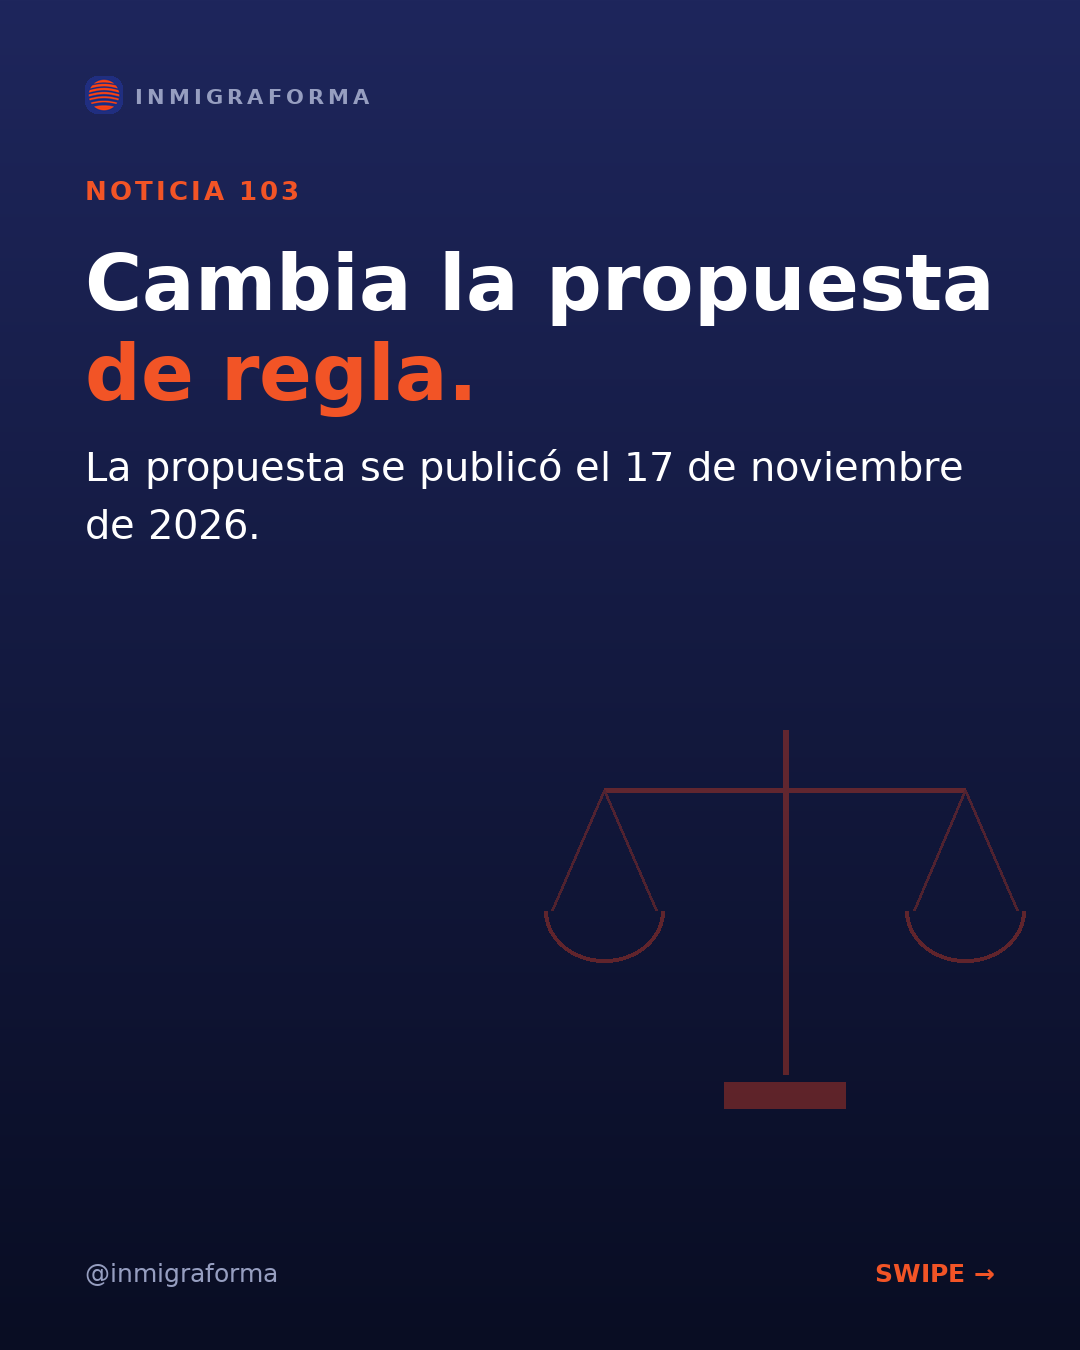 INMIGRAFORMA
NOTICIA 103
Cambia la propuesta
de regla.
La propuesta se publicó el 17 de noviembre
de 2026.
@inmigraforma
SWIPE →